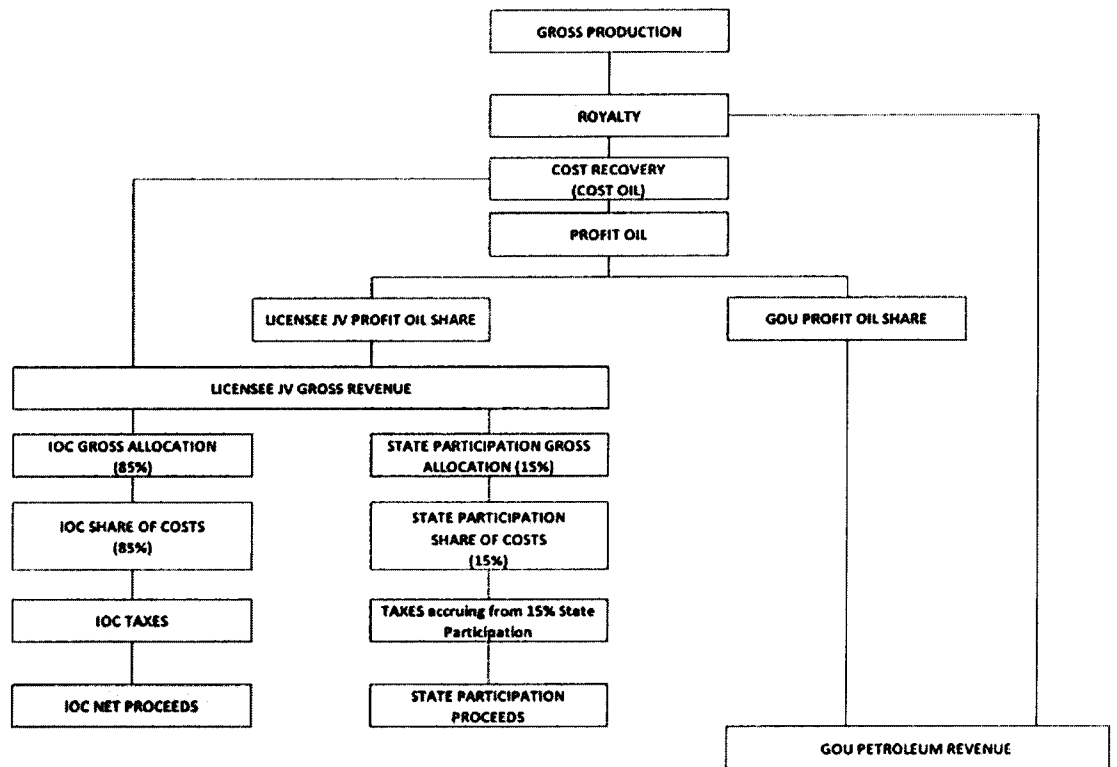 GROSS PRODUCTION
ROYALTY
COST RECOVERY
(COST OIL)
PROFIT OIL
LICENSEE JV PROFIT OIL SHARE
GOU PROFIT OIL SHARE
LICENSEE JV GROSS REVENUE
IOC GROSS ALLOCATION
(85%)
STATE PARTICIPATION GROSS
ALLOCATION (15%)
IOC SHARE OF COSTS
(85%)
STATE PARTICIPATION
SHARE OF COSTS
(15%)
IOC TAXES
TAXES accruing from 15% State
Participation
IOC NET PROCEEDS
STATE PARTICIPATION
PROCEEDS
GOU PETROLEUM REVENUE